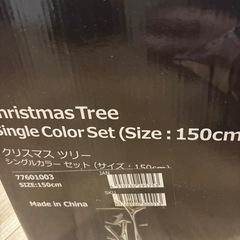 hristmas Tree
Single Color Set (Size : 150cm
クリスマス ツリー
シングルカラー セット (サイズ : 150cm)
77601003
SIZE:150cm
JAN
Made in China